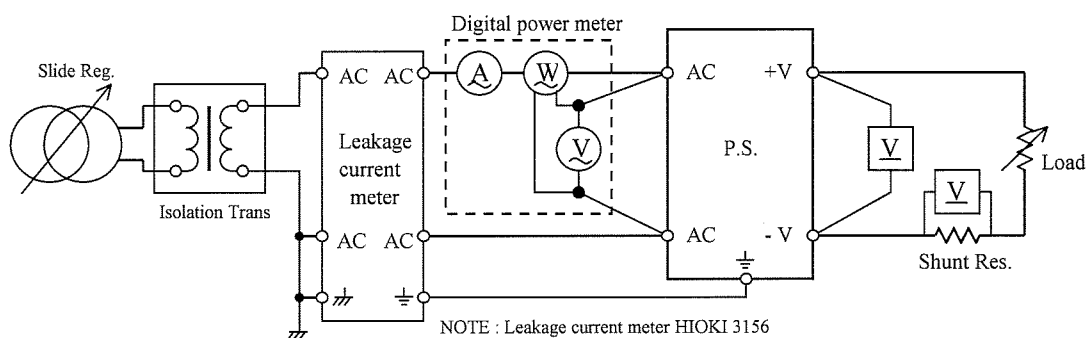 Digital power meter
Slide Reg.
Isolation Trans
AC AC
Leakage
current
meter
AC AC
A
W
V
AC +V
P.S.
AC - V
V
V
Load
Shunt Res.
NOTE : Leakage current meter HIOKI 3156